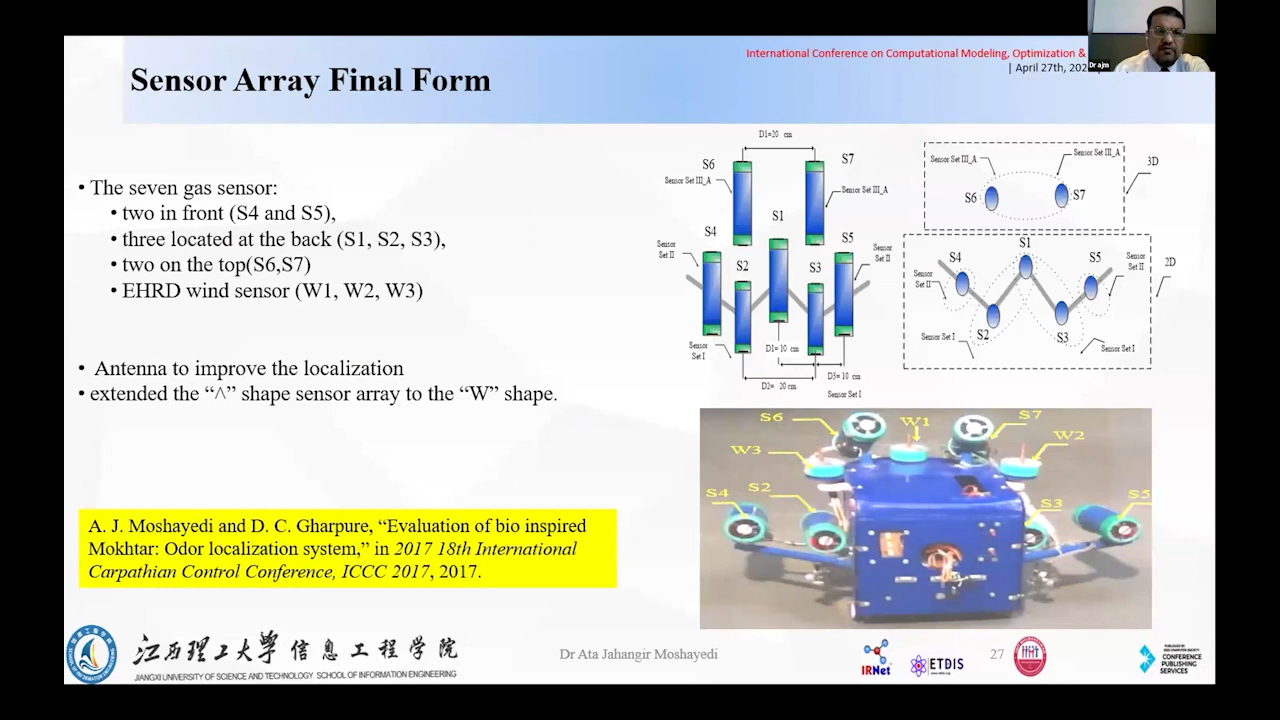 International Conference on Computational Modeling, Optimization &
| April 27th, 202
Dr ajm
Sensor Array Final Form
• The seven gas sensor:
• two in front (S4 and S5),
• three located at the back (S1, S2, S3),
• two on the top(S6,S7)
• EHRD wind sensor (W1, W2, W3)
• Antenna to improve the localization
• extended the “^” shape sensor array to the “W” shape.
A. J. Moshayedi and D. C. Gharpure, “Evaluation of bio inspired
Mokhtar: Odor localization system,” in 2017 18th International
Carpathian Control Conference, ICCC 2017, 2017.
D1=20 cm
S6
S7
Sensor Set III_A
Sensor Set III_A
S1
S4
S5
Sensor
Set II
Sensor
Set II
S2
S3
Sensor
Set I
D1= 10 cm
D3= 10 cm
D2= 20 cm
Sensor Set I
Sensor Set III_A
Sensor Set III_A
3D
S6
S7
S1
S4
S5
Sensor
Set II
Sensor
Set II
2D
Sensor Set I
S2
S3
Sensor Set I
S6
W1
S7
W3
W2
S4
S2
S3
S5
江西理工大学 信息工程学院
JIANGXI UNIVERSITY OF SCIENCE AND TECHNOLOGY SCHOOL OF INFORMATION ENGINEERING
Dr Ata Jahangir Moshayedi
IRNet
ETDIS
27
CONFERENCE
PUBLISHING
SERVICES